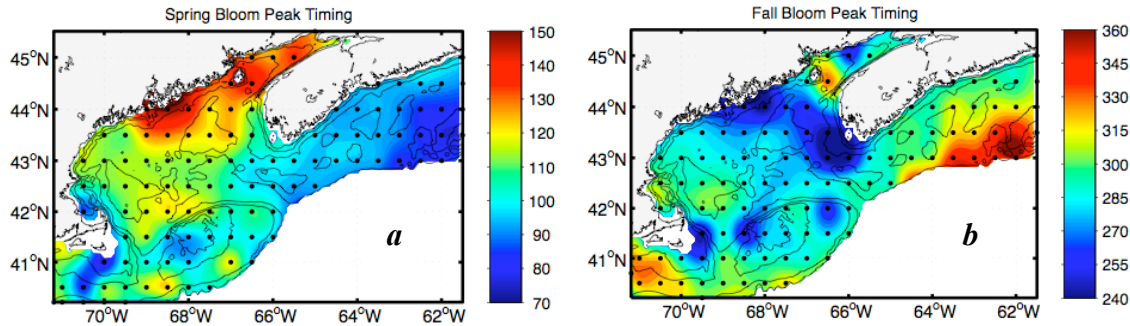 Spring Bloom Peak Timing
45°N
44°N
43°N
42°N
41°N
70°W
68°W
66°W
64°W
62°W
a
150
140
130
120
110
100
90
80
70
Fall Bloom Peak Timing
45°N
44°N
43°N
42°N
41°N
70°W
68°W
66°W
64°W
62°W
b
360
345
330
315
300
285
270
255
240